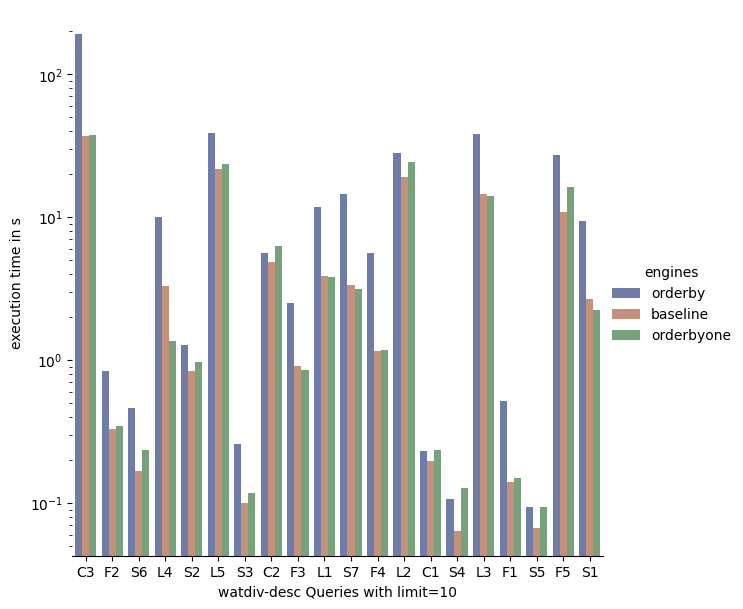 execution time in s
10²
10¹
10⁰
10⁻¹
C3 F2 S6 L4 S2 L5 S3 C2 F3 L1 S7 F4 L2 C1 S4 L3 F1 S5 F5 S1
watdiv-desc Queries with limit=10
engines
orderby
baseline
orderbyone